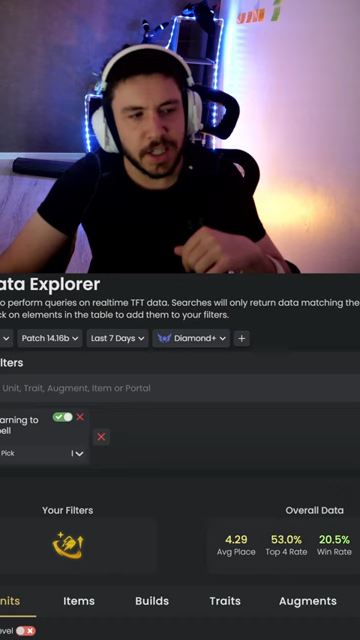 ata Explorer
o perform queries on realtime TFT data. Searches will only return data matching the
ck on elements in the table to add them to your filters.
Patch 14.16b Last 7 Days Diamond+ +
lters
Unit, Trait, Augment, Item or Portal
arning to
pell
Pick I
Your Filters Overall Data
4.29 53.0% 20.5%
Avg Place Top 4 Rate Win Rate
nits Items Builds Traits Augments
evel